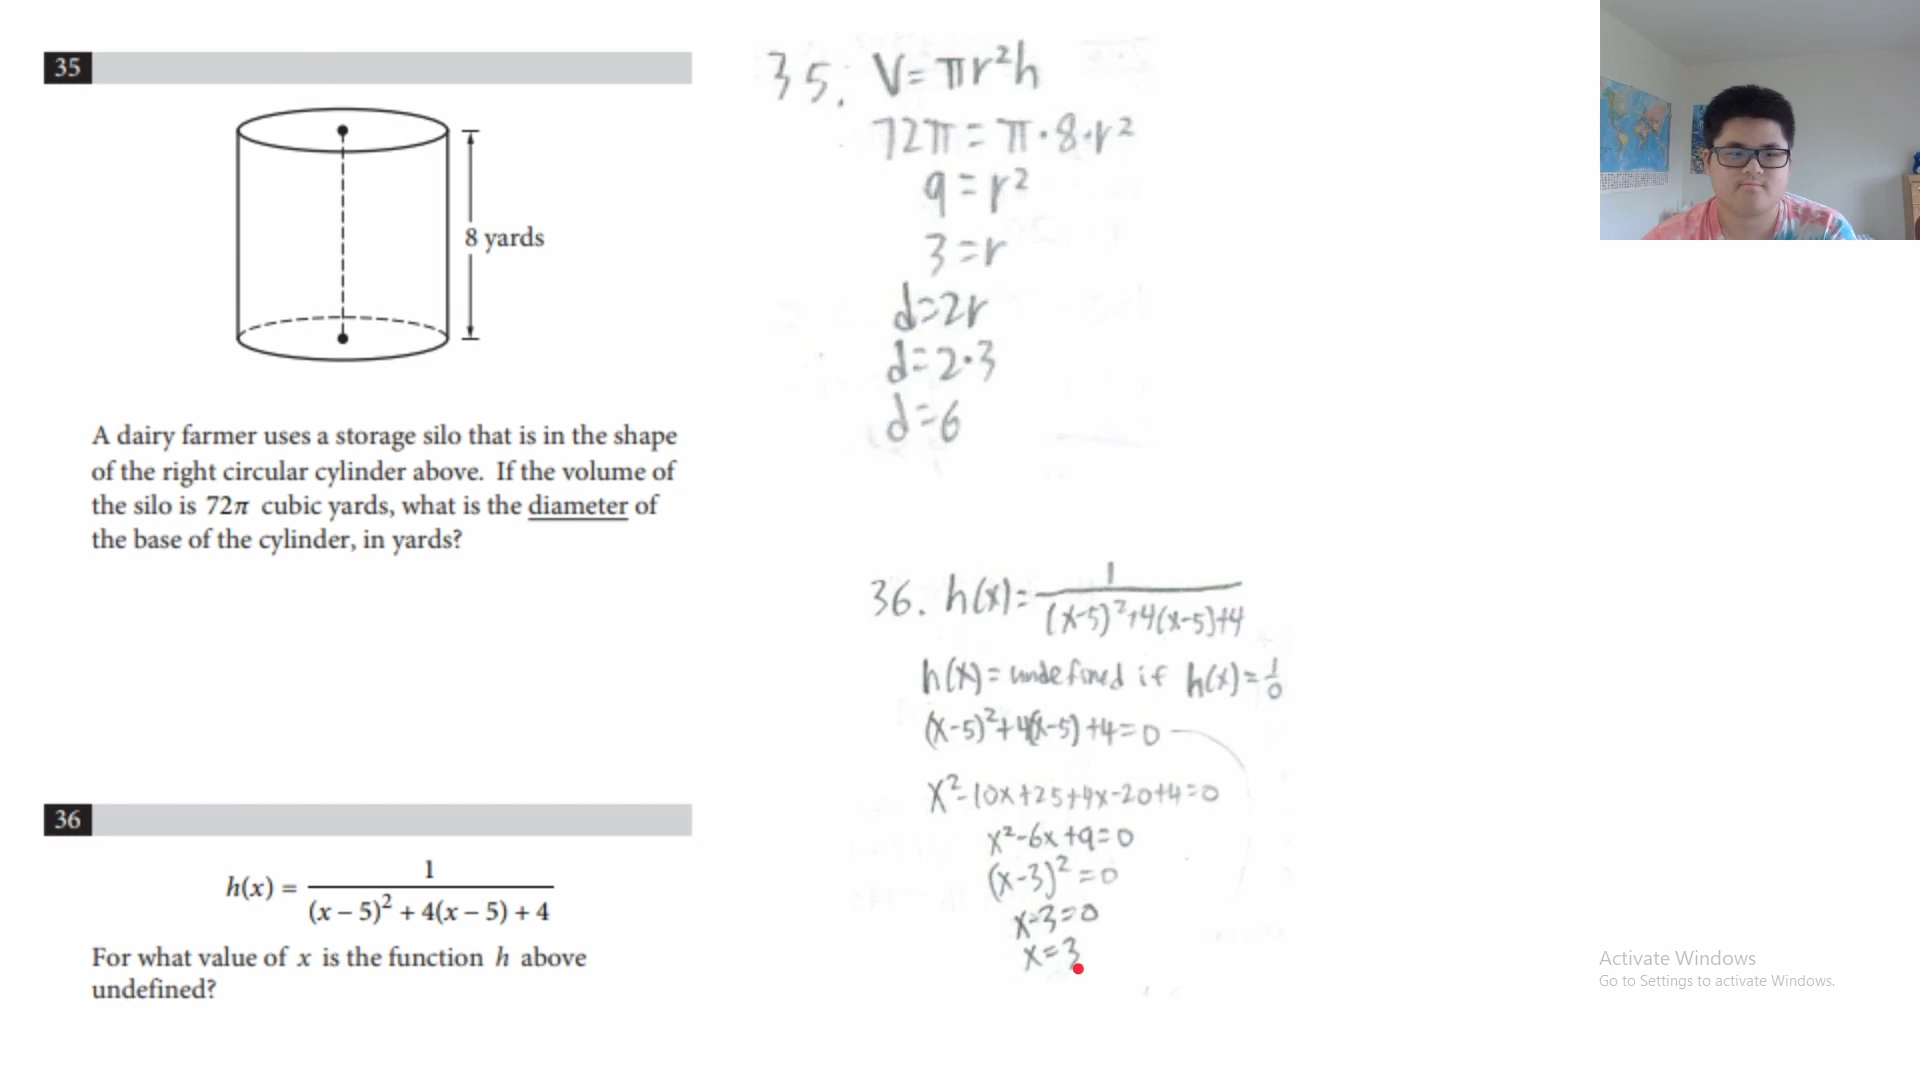 35
8 yards
A dairy farmer uses a storage silo that is in the shape
of the right circular cylinder above. If the volume of
the silo is 72π cubic yards, what is the diameter of
the base of the cylinder, in yards?
36
h(x) = 1 / ((x − 5)² + 4(x − 5) + 4)
For what value of x is the function h above
undefined?
35. V=πr²h
72π=π·8·r²
9=r²
3=r
d=2r
d=2·3
d=6
36. h(x)=1/((x-5)²+4(x-5)+4)
h(x)=undefined if h(x)=1/0
(x-5)²+4(x-5)+4=0
x²-10x+25+4x-20+4=0
x²-6x+9=0
(x-3)²=0
x-3=0
x=3
Activate Windows
Go to Settings to activate Windows.